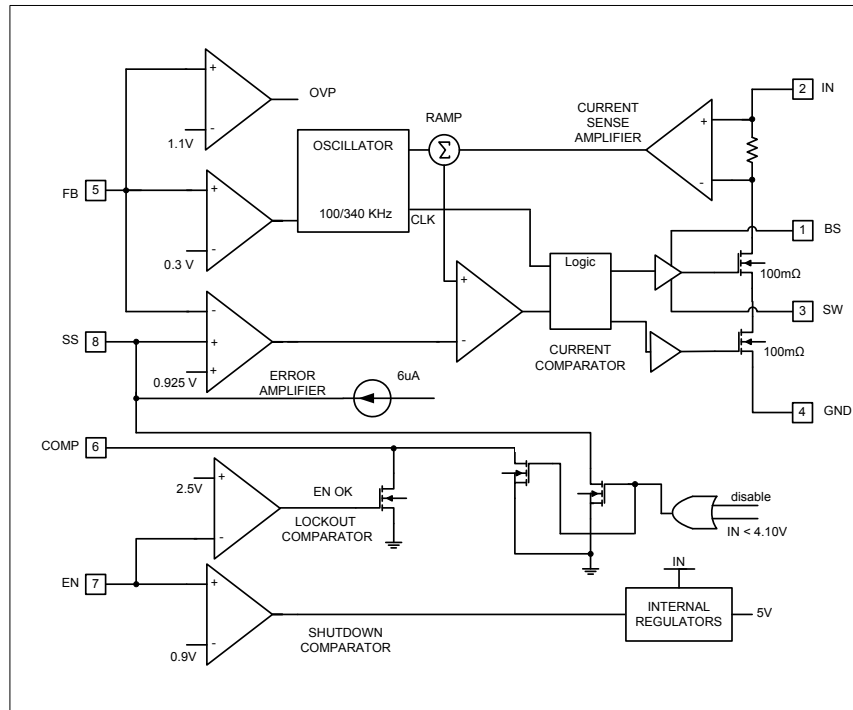 OVP
1.1V
RAMP
CURRENT
SENSE
AMPLIFIER
2
IN
+
-
OSCILLATOR
100/340 KHz
Σ
+
-
FB
5
+
-
0.3 V
CLK
1
BS
Logic
100mΩ
+
-
3
SW
SS
8
-
+
+
0.925 V
ERROR
AMPLIFIER
6uA
CURRENT
COMPARATOR
100mΩ
4
GND
COMP
6
2.5V
+
-
EN OK
LOCKOUT
COMPARATOR
disable
IN < 4.10V
EN
7
+
-
0.9V
SHUTDOWN
COMPARATOR
IN
INTERNAL
REGULATORS
5V